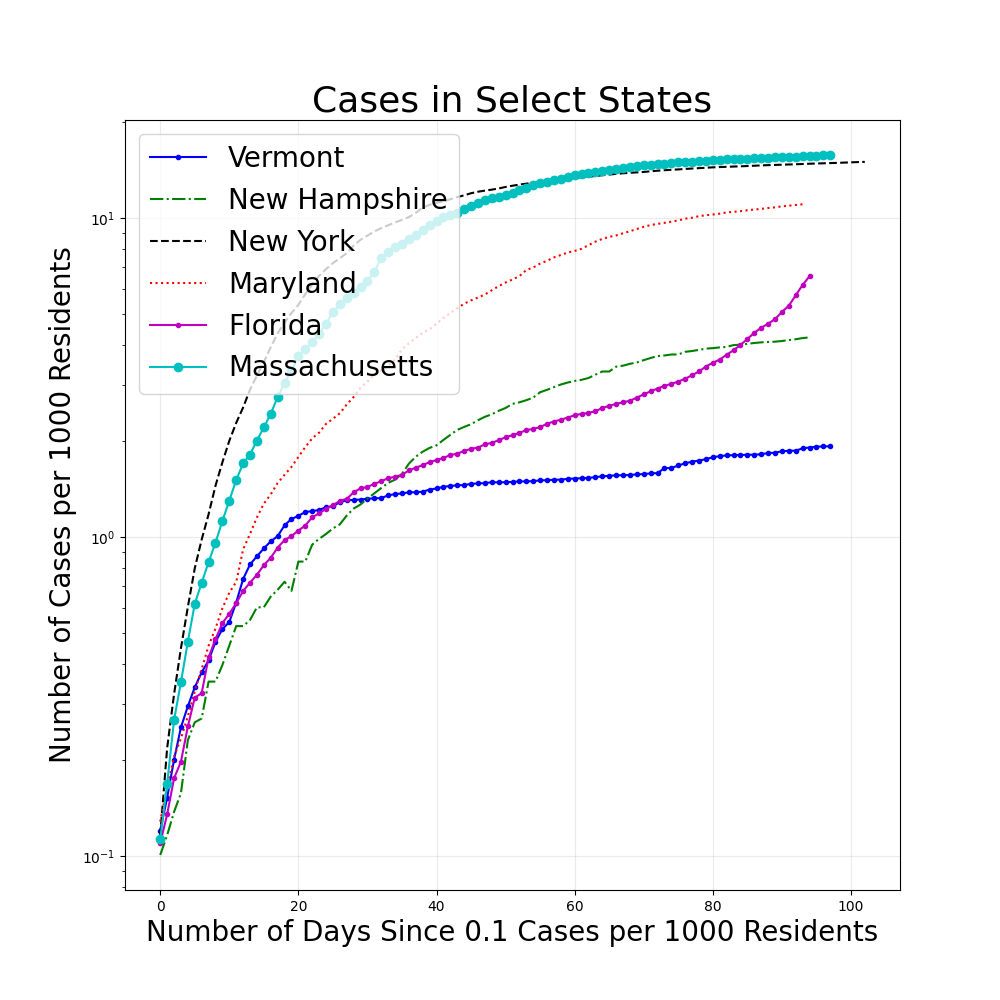 Cases in Select States
Vermont
New Hampshire
New York
Maryland
Florida
Massachusetts
Number of Cases per 1000 Residents
10¹
10⁰
10⁻¹
0 20 40 60 80 100
Number of Days Since 0.1 Cases per 1000 Residents